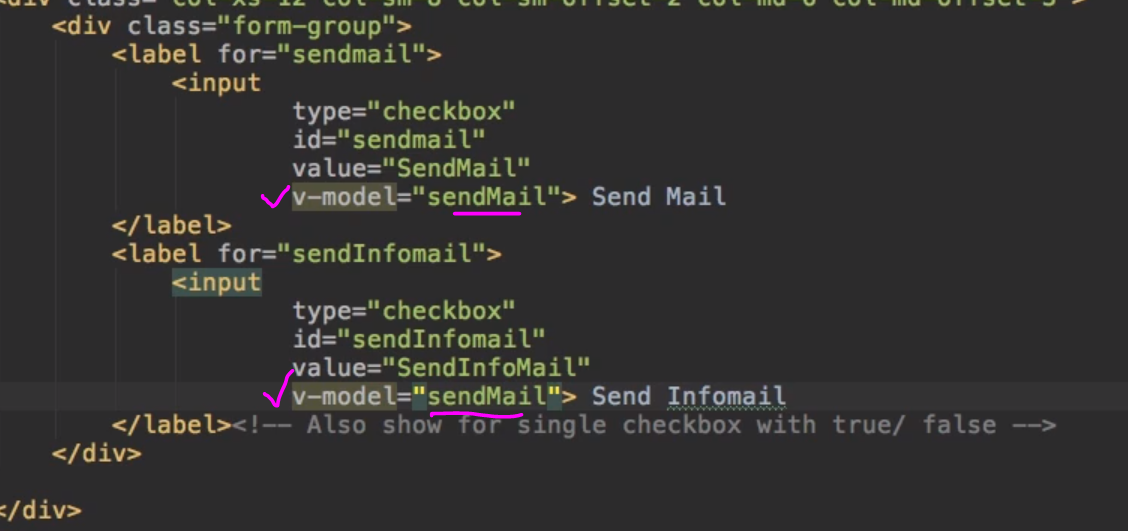 <div class="col-xs-12 col-sm-8 col-sm-offset-2 col-md-6 col-md-offset-3">
<div class="form-group">
<label for="sendmail">
<input
type="checkbox"
id="sendmail"
value="SendMail"
v-model="sendMail"> Send Mail
</label>
<label for="sendInfomail">
<input
type="checkbox"
id="sendInfomail"
value="SendInfoMail"
v-model="sendMail"> Send Infomail
</label><!-- Also show for single checkbox with true/ false -->
</div>
</div>